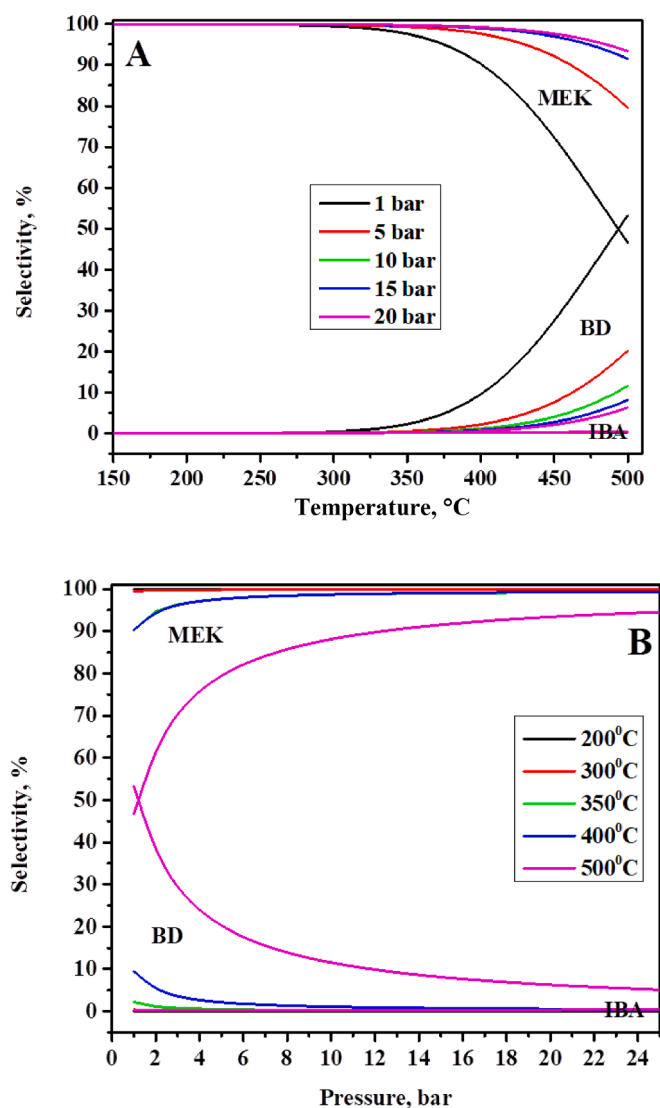 100
90
80
70
60
50
40
30
20
10
0
Selectivity, %
A
MEK
1 bar
5 bar
10 bar
15 bar
20 bar
BD
IBA
150 200 250 300 350 400 450 500
Temperature, °C
100
90
80
70
60
50
40
30
20
10
0
Selectivity, %
MEK
B
200⁰C
300⁰C
350⁰C
400⁰C
500⁰C
BD
IBA
0 2 4 6 8 10 12 14 16 18 20 22 24
Pressure, bar